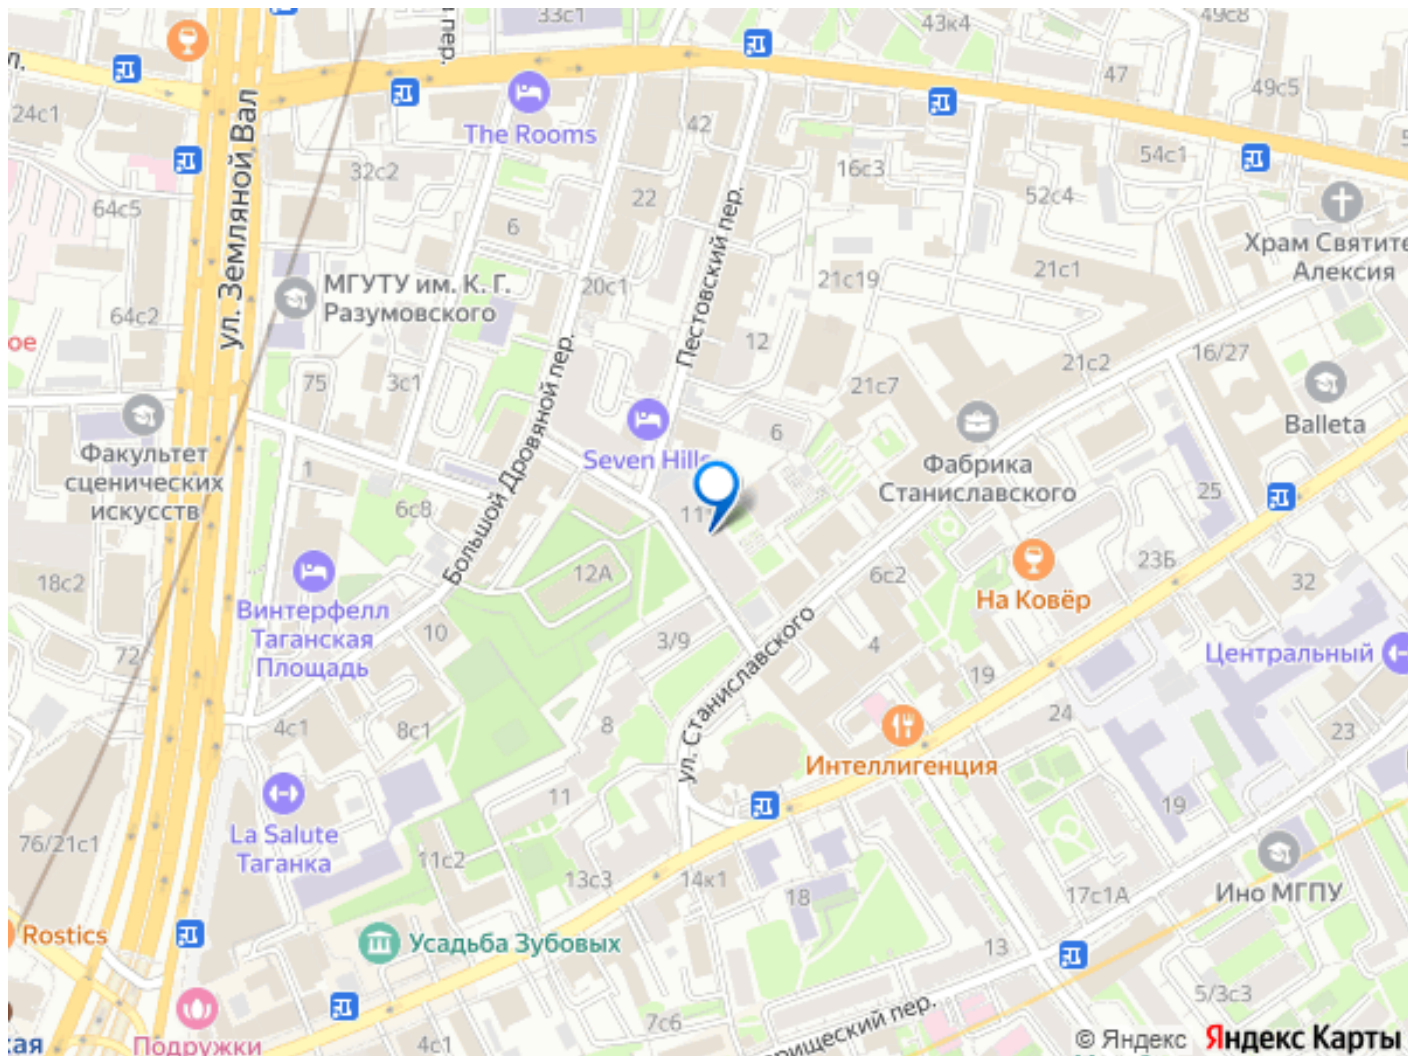 33с1
43к4
49с8
47
49с5
24с1
ул. Земляной Вал
The Rooms
42
54с1
32с2
16с3
52с4
64с5
22
6
Пестовский пер.
Храм Святите
Алексия
МГУТУ им. К. Г.
Разумовского
20с1
21с19
21с1
64с2
ое
12
16/27
75
3с1
21с7
21с2
Большой Дровяной пер.
Balleta
6
Факультет
сценических
искусств
1
Seven Hills
Фабрика
Станиславского
25
6с8
11
18с2
12А
6с2
23Б
32
На Ковёр
Винтерфелл
Таганская
Площадь
10
3/9
4
ул. Станиславского
Центральный
72
19
4с1
8с1
8
24
23
Интеллигенция
11
19
La Salute
Таганка
76/21с1
11с2
13с3
14к1
18
17с1А
Ино МГПУ
Rostics
Усадьба Зубовых
13
5/3с3
7с6
4с1
ская
Подружки
рищеский пер.
© Яндекс Яндекс Карты